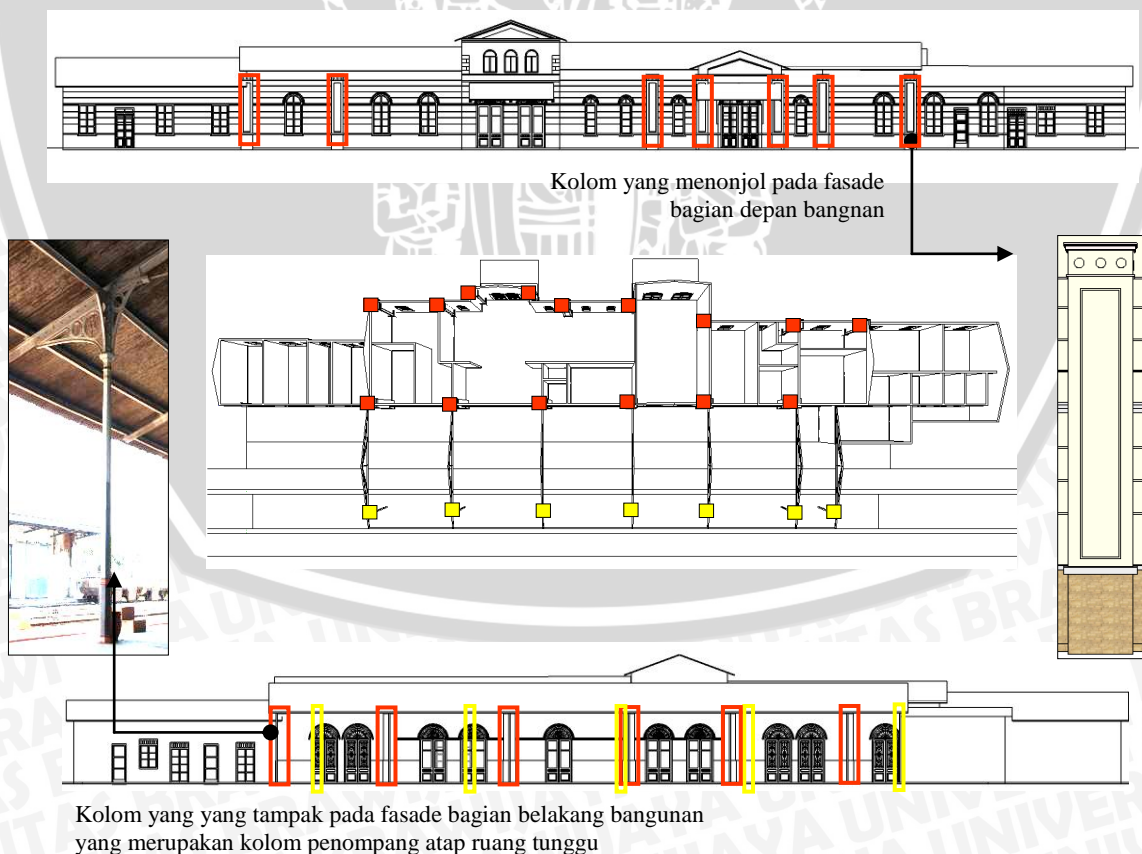 Kolom yang menonjol pada fasade
bagian depan bangnan
Kolom yang yang tampak pada fasade bagian belakang bangunan
yang merupakan kolom penompang atap ruang tunggu